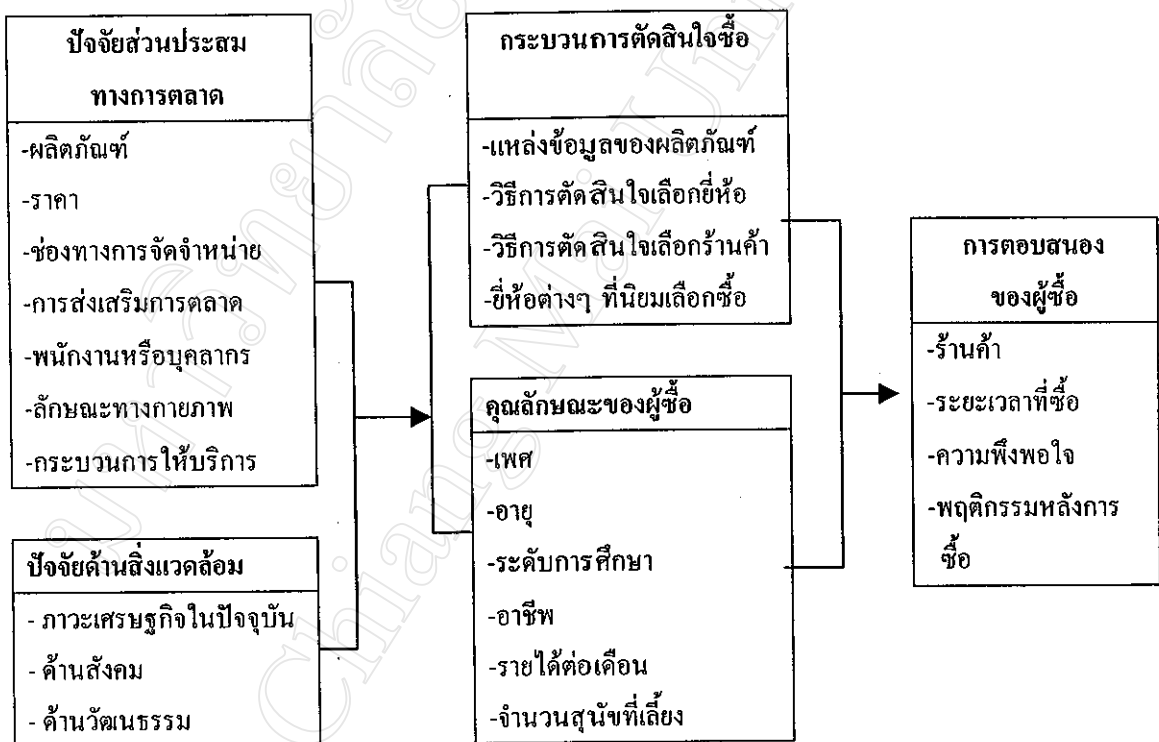 ปัจจัยส่วนประสม
ทางการตลาด
-ผลิตภัณฑ์
-ราคา
-ช่องทางการจัดจำหน่าย
-การส่งเสริมการตลาด
-พนักงานหรือบุคลากร
-ลักษณะทางกายภาพ
-กระบวนการให้บริการ
ปัจจัยด้านสิ่งแวดล้อม
- ภาวะเศรษฐกิจในปัจจุบัน
- ด้านสังคม
- ด้านวัฒนธรรม
กระบวนการตัดสินใจซื้อ
-แหล่งข้อมูลของผลิตภัณฑ์
-วิธีการตัดสินใจเลือกยี่ห้อ
-วิธีการตัดสินใจเลือกร้านค้า
-ยี่ห้อต่างๆ ที่นิยมเลือกซื้อ
คุณลักษณะของผู้ซื้อ
-เพศ
-อายุ
-ระดับการศึกษา
-อาชีพ
-รายได้ต่อเดือน
-จำนวนสุนัขที่เลี้ยง
การตอบสนอง
ของผู้ซื้อ
-ร้านค้า
-ระยะเวลาที่ซื้อ
-ความพึงพอใจ
-พฤติกรรมหลังการ
ซื้อ
Chiang Mai Uni